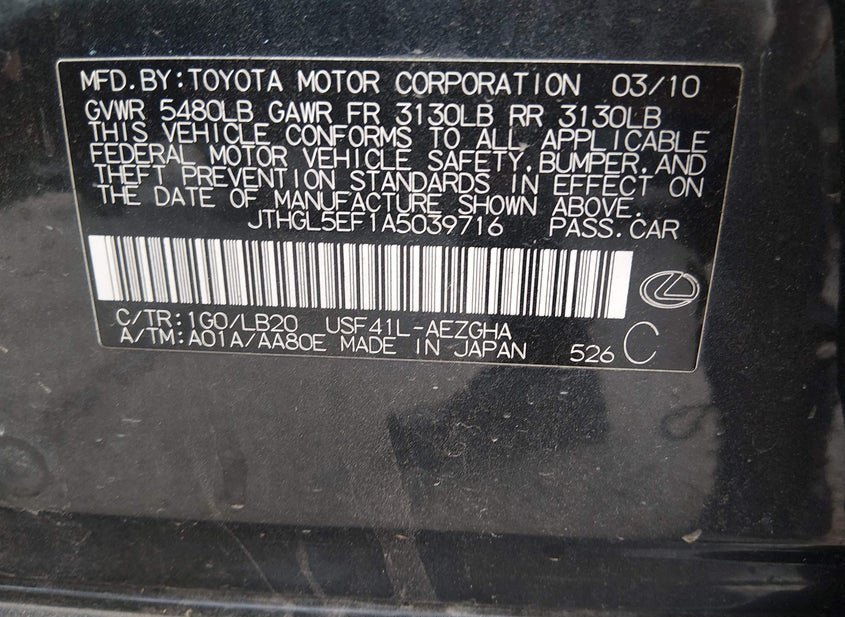 MFD.BY:TOYOTA MOTOR CORPORATION 03/10
GVWR 5480LB GAWR FR 3130LB RR 3130LB
THIS VEHICLE CONFORMS TO ALL APPLICABLE
FEDERAL MOTOR VEHICLE SAFETY,BUMPER,AND
THEFT PREVENTION STANDARDS IN EFFECT ON
THE DATE OF MANUFACTURE SHOWN ABOVE.
JTHGL5EF1A5039716 PASS.CAR
C/TR:1G0/LB20 USF41L-AEZGHA
A/TM:A01A/AA80E MADE IN JAPAN 526 C